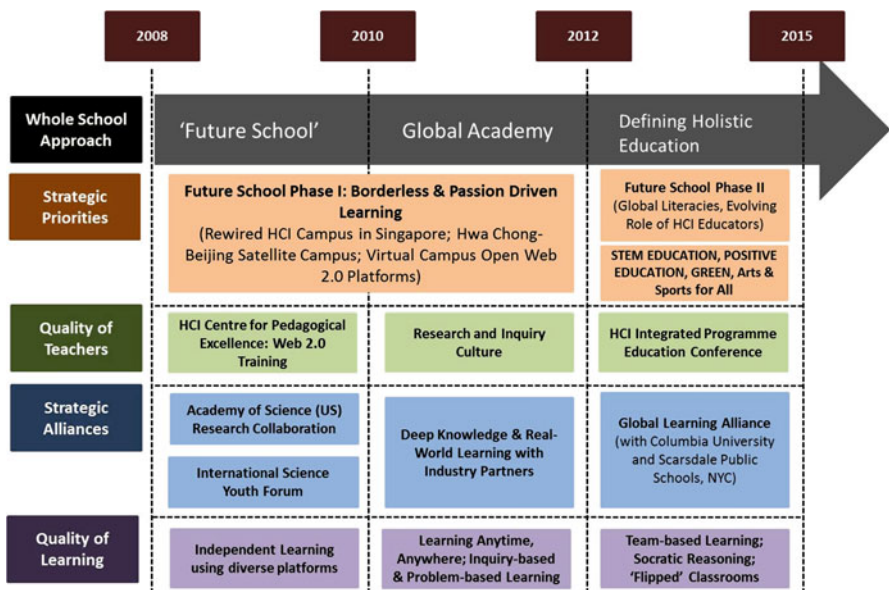 2008
2010
2012
2015
Whole School
Approach
'Future School'
Global Academy
Defining Holistic
Education
Strategic
Priorities
Future School Phase I: Borderless & Passion Driven
Learning
(Rewired HCI Campus in Singapore; Hwa Chong-
Beijing Satellite Campus; Virtual Campus Open Web
2.0 Platforms)
Future School Phase II
(Global Literacies, Evolving
Role of HCI Educators)
STEM EDUCATION, POSITIVE
EDUCATION, GREEN, Arts &
Sports for All
Quality of
Teachers
HCI Centre for Pedagogical
Excellence: Web 2.0
Training
Research and Inquiry
Culture
HCI Integrated Programme
Education Conference
Strategic
Alliances
Academy of Science (US)
Research Collaboration
International Science
Youth Forum
Deep Knowledge & Real-
World Learning with
Industry Partners
Global Learning Alliance
(with Columbia University
and Scarsdale Public
Schools, NYC)
Quality of
Learning
Independent Learning
using diverse platforms
Learning Anytime,
Anywhere; Inquiry-based
& Problem-based Learning
Team-based Learning;
Socratic Reasoning;
'Flipped' Classrooms